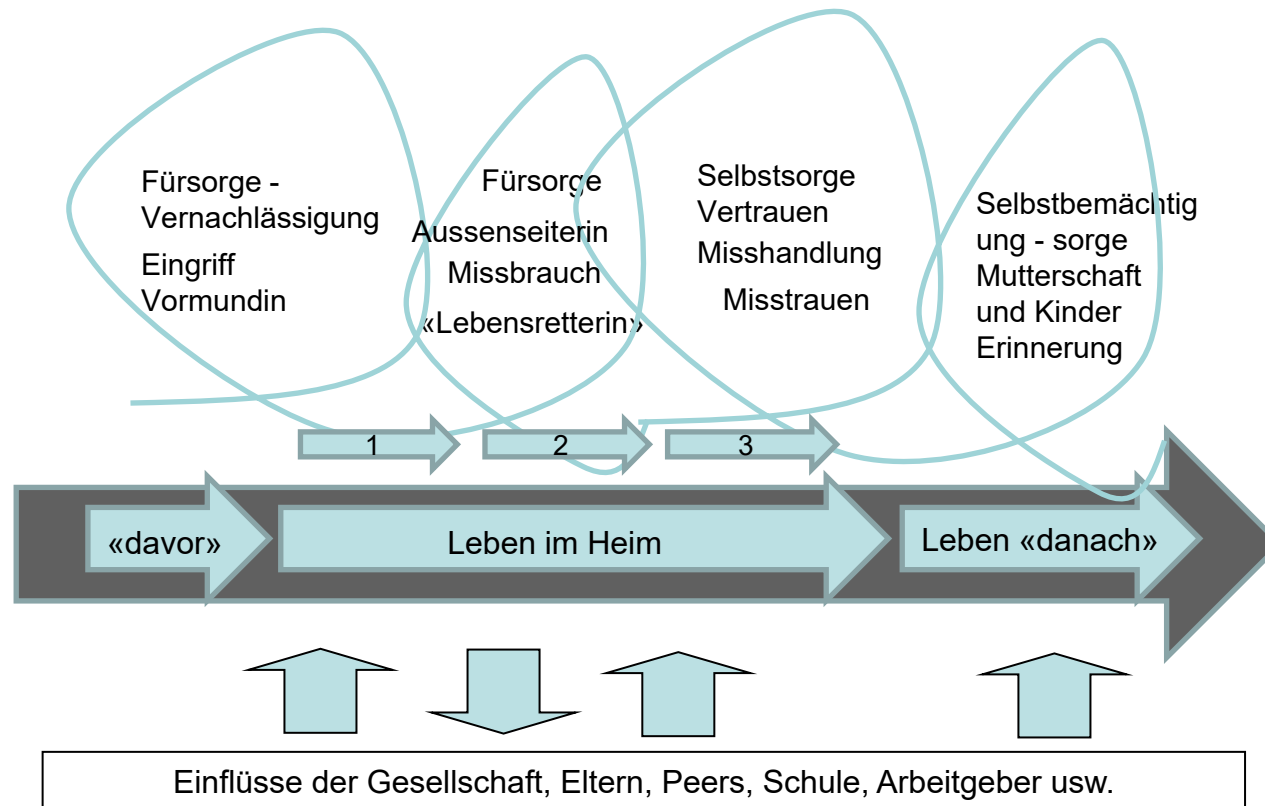 Fürsorge -
Vernachlässigung
Eingriff
Vormundin
Fürsorge
Aussenseiterin
Missbrauch
«Lebensretterin»
Selbstsorge
Vertrauen
Misshandlung
Misstrauen
Selbstbemächtig
ung - sorge
Mutterschaft
und Kinder
Erinnerung
1
2
3
«davor»
Leben im Heim
Leben «danach»
Einflüsse der Gesellschaft, Eltern, Peers, Schule, Arbeitgeber usw.